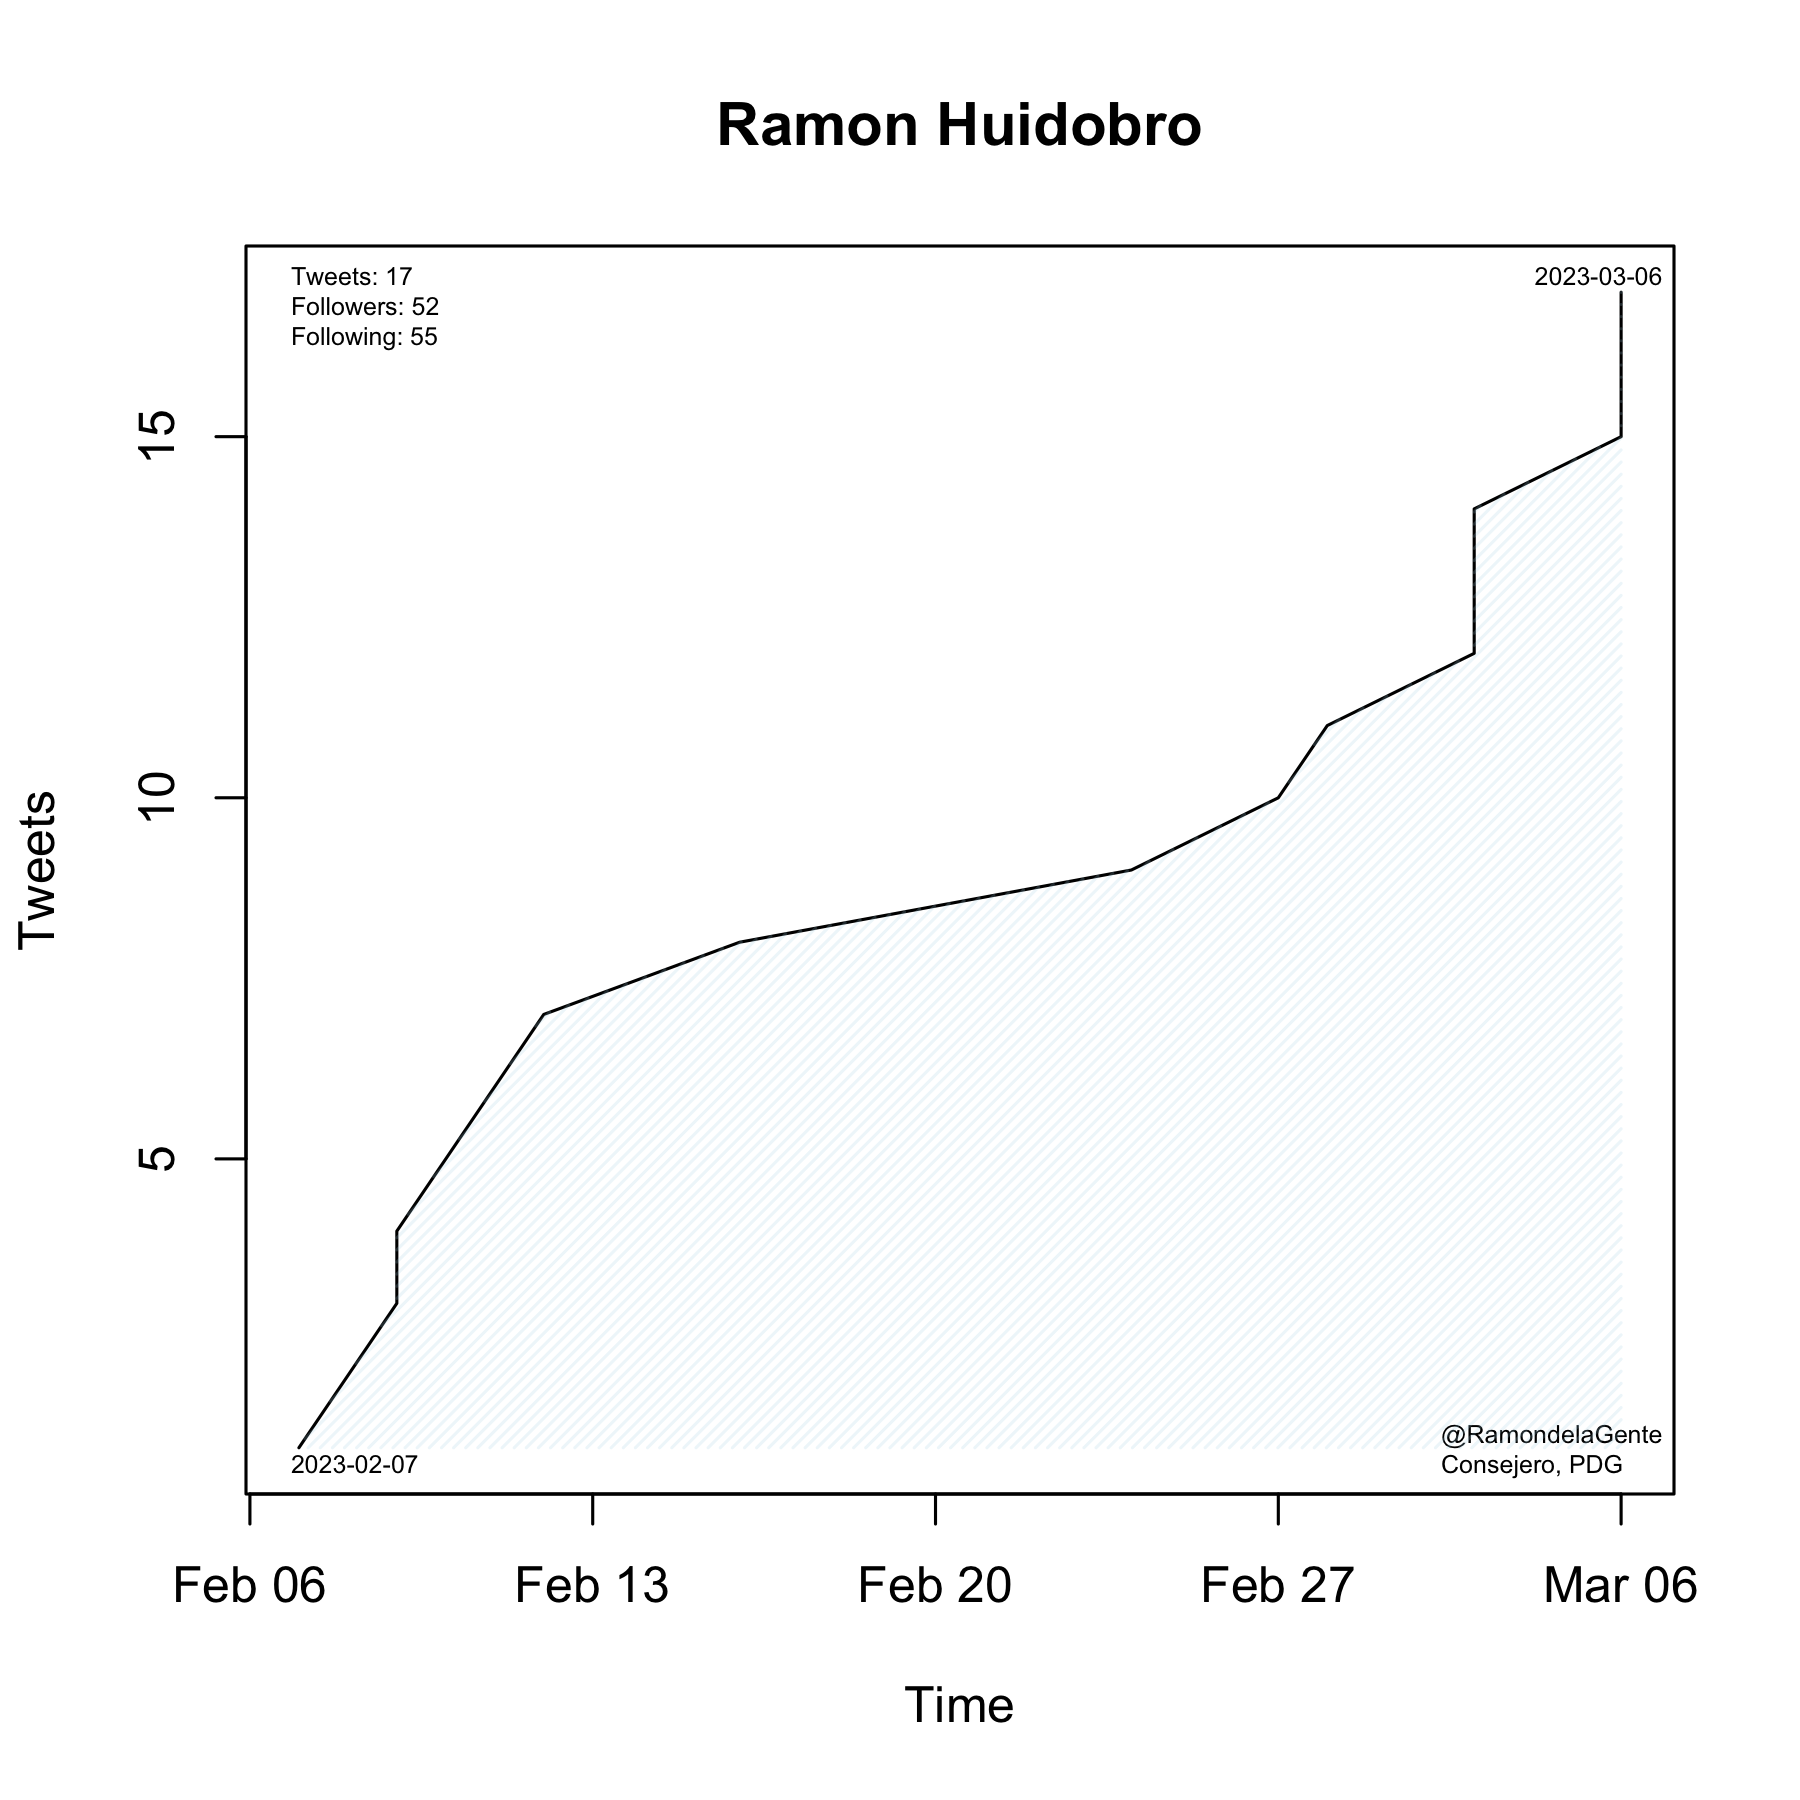 Ramon Huidobro
Tweets: 17
Followers: 52
Following: 55
2023-03-06
15
10
5
Tweets
@RamondelaGente
2023-02-07
Consejero, PDG
Feb 06
Feb 13
Feb 20
Feb 27
Mar 06
Time